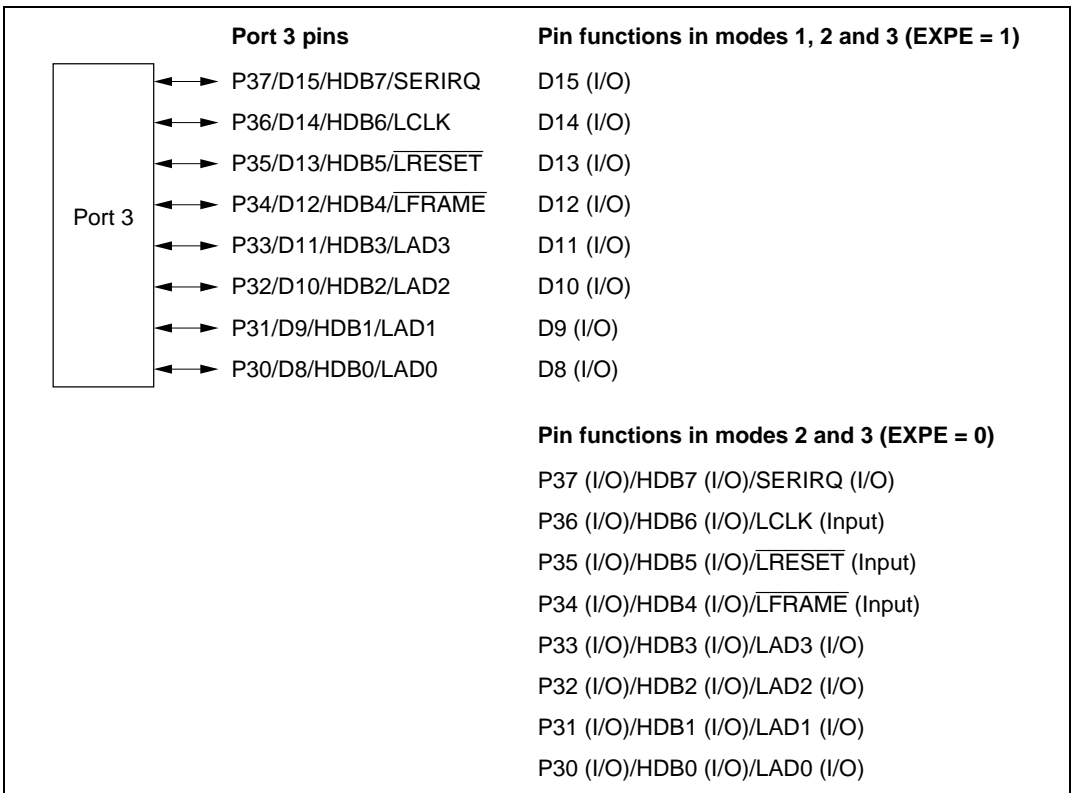 Port 3 pins Pin functions in modes 1, 2 and 3 (EXPE = 1)
P37/D15/HDB7/SERIRQ D15 (I/O)
P36/D14/HDB6/LCLK D14 (I/O)
P35/D13/HDB5/L̅R̅E̅S̅E̅T̅ D13 (I/O)
P34/D12/HDB4/L̅F̅R̅A̅M̅E̅ D12 (I/O)
Port 3
P33/D11/HDB3/LAD3 D11 (I/O)
P32/D10/HDB2/LAD2 D10 (I/O)
P31/D9/HDB1/LAD1 D9 (I/O)
P30/D8/HDB0/LAD0 D8 (I/O)
Pin functions in modes 2 and 3 (EXPE = 0)
P37 (I/O)/HDB7 (I/O)/SERIRQ (I/O)
P36 (I/O)/HDB6 (I/O)/LCLK (Input)
P35 (I/O)/HDB5 (I/O)/L̅R̅E̅S̅E̅T̅ (Input)
P34 (I/O)/HDB4 (I/O)/L̅F̅R̅A̅M̅E̅ (Input)
P33 (I/O)/HDB3 (I/O)/LAD3 (I/O)
P32 (I/O)/HDB2 (I/O)/LAD2 (I/O)
P31 (I/O)/HDB1 (I/O)/LAD1 (I/O)
P30 (I/O)/HDB0 (I/O)/LAD0 (I/O)